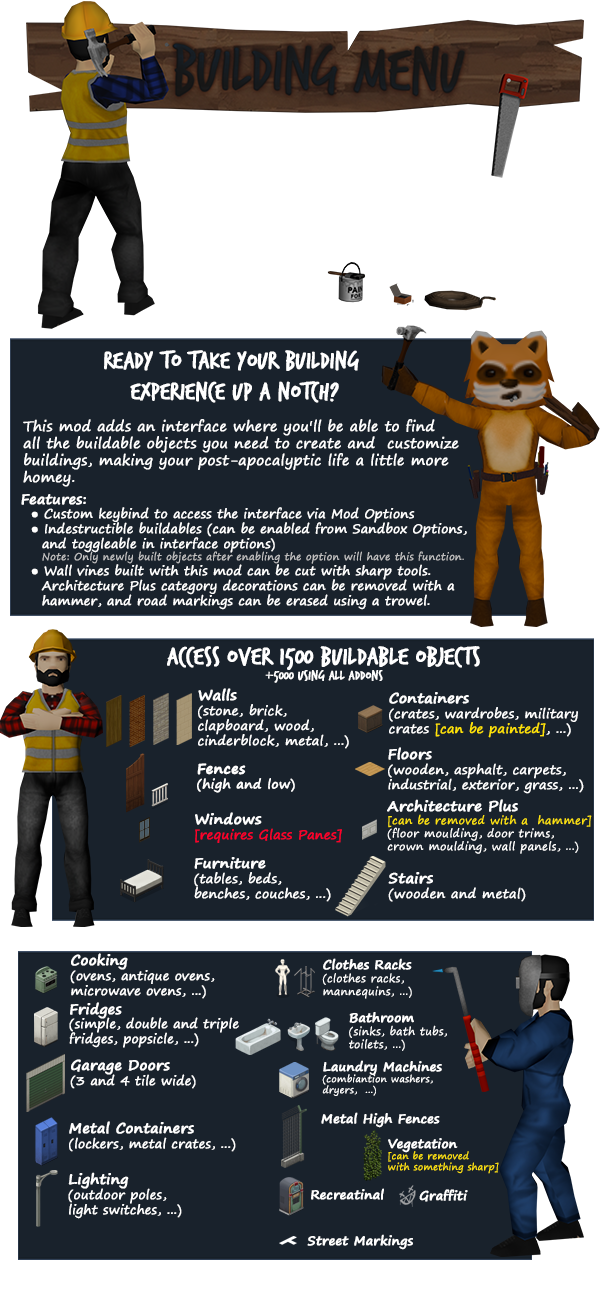 BUILDING MENU
PAIN
FOR
READY TO TAKE YOUR BUILDING
EXPERIENCE UP A NOTCH?
This mod adds an interface where you'll be able to find
all the buildable objects you need to create and customize
buildings, making your post-apocalyptic life a little more
homey.
Features:
• Custom keybind to access the interface via Mod Options
• Indestructible buildables (can be enabled from Sandbox Options,
and toggleable in interface options)
Note: Only newly built objects after enabling the option will have this function.
• Wall vines built with this mod can be cut with sharp tools.
Architecture Plus category decorations can be removed with a
hammer, and road markings can be erased using a trowel.
ACCESS OVER 1500 BUILDABLE OBJECTS
+5000 USING ALL ADDONS
Walls
(stone, brick,
clapboard, wood,
cinderblock, metal, ...)
Fences
(high and low)
Windows
[requires Glass Panes]
Furniture
(tables, beds,
benches, couches, ...)
Containers
(crates, wardrobes, military
crates [can be painted], ...)
Floors
(wooden, asphalt, carpets,
industrial, exterior, grass, ...)
Architecture Plus
[can be removed with a hammer]
(floor moulding, door trims,
crown moulding, wall panels, ...)
Stairs
(wooden and metal)
Cooking
(ovens, antique ovens,
microwave ovens, ...)
Fridges
(simple, double and triple
fridges, popsicle, ...)
Garage Doors
(3 and 4 tile wide)
Metal Containers
(lockers, metal crates, ...)
Lighting
(outdoor poles,
light switches, ...)
Clothes Racks
(clothes racks,
mannequins, ...)
Bathroom
(sinks, bath tubs,
toilets, ...)
Laundry Machines
(combiantion washers,
dryers, ...)
Metal High Fences
Vegetation
[can be removed
with something sharp]
Recreatinal
Graffiti
Street Markings